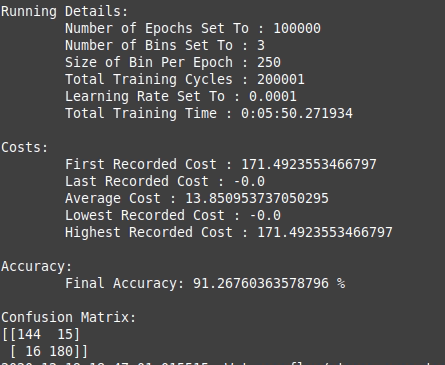 Running Details:
Number of Epochs Set To : 100000
Number of Bins Set To : 3
Size of Bin Per Epoch : 250
Total Training Cycles : 200001
Learning Rate Set To : 0.0001
Total Training Time : 0:05:50.271934
Costs:
First Recorded Cost : 171.4923553466797
Last Recorded Cost : -0.0
Average Cost : 13.850953737050295
Lowest Recorded Cost : -0.0
Highest Recorded Cost : 171.4923553466797
Accuracy:
Final Accuracy: 91.26760363578796 %
Confusion Matrix:
[[144  15]
[ 16 180]]